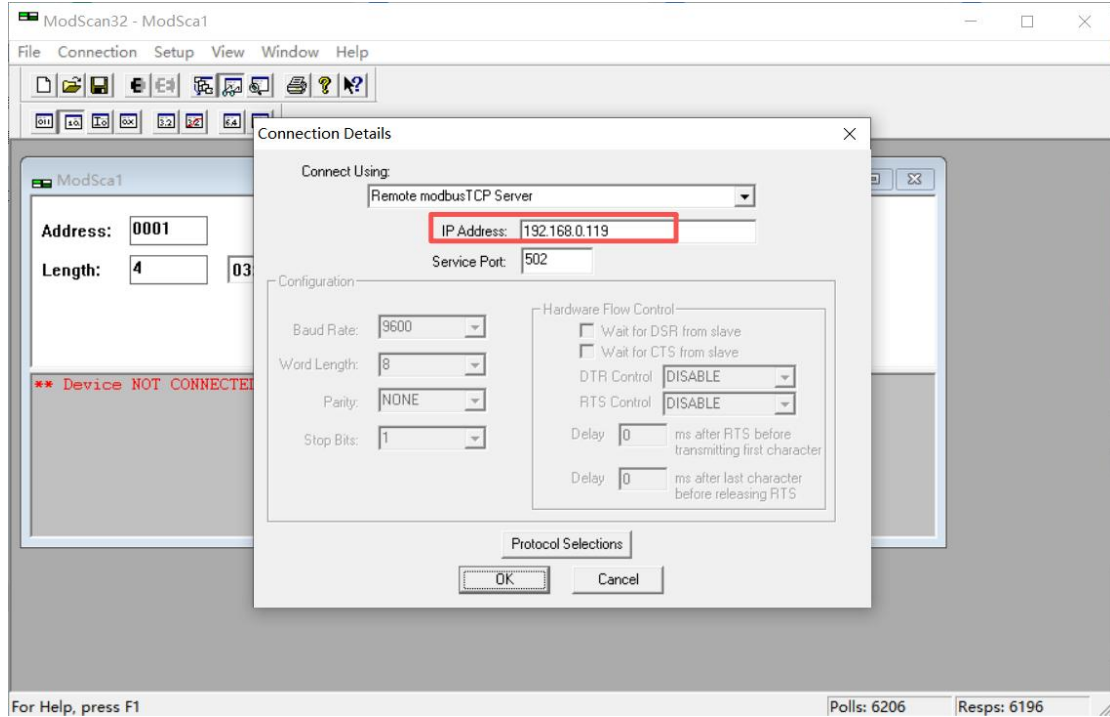 ModScan32 - ModSca1
File Connection Setup View Window Help
Connection Details
Connect Using:
Remote modbusTCP Server
IP Address: 192.168.0.119
Service Port: 502
ModSca1
Address: 0001
Length: 4
03:
** Device NOT CONNECTED
Configuration
Baud Rate: 9600
Word Length: 8
Parity: NONE
Stop Bits: 1
Hardware Flow Control
Wait for DSR from slave
Wait for CTS from slave
DTR Control DISABLE
RTS Control DISABLE
Delay 0 ms after RTS before
transmitting first character
Delay 0 ms after last character
before releasing RTS
Protocol Selections
OK Cancel
For Help, press F1
Polls: 6206 Resps: 6196